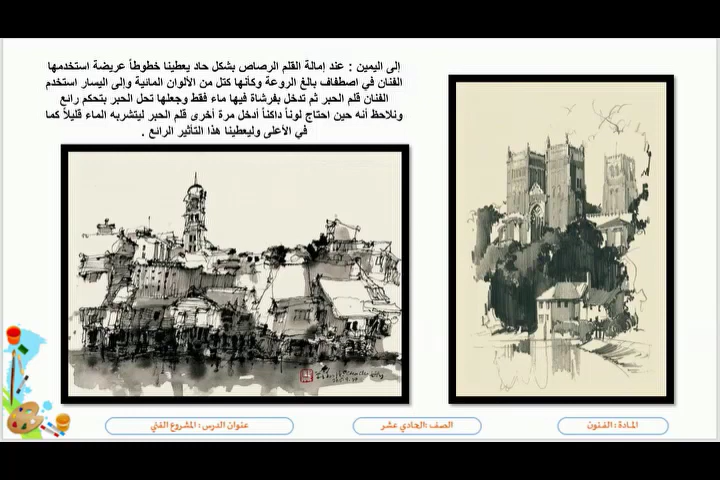 إلى اليمين : عند إمالة القلم الرصاص بشكل حاد يعطينا خطوطاً عريضة استخدمها
الفنان في اصطفاف بالغ الروعة وكأنها كتل من الألوان المائية وإلى اليسار استخدم
الفنان قلم الحبر ثم تدخل بفرشاة فيها ماء فقط وجعلها تحل الحبر بتحكم رائع
ونلاحظ أنه حين احتاج لوناً داكناً أدخل مرة أخرى قلم الحبر ليتشربه الماء قليلاً كما
في الأعلى وليعطينا هذا التأثير الرائع .
المادة : الفنون
الصف :الحادي عشر
عنوان الدرس : المشروع الفني